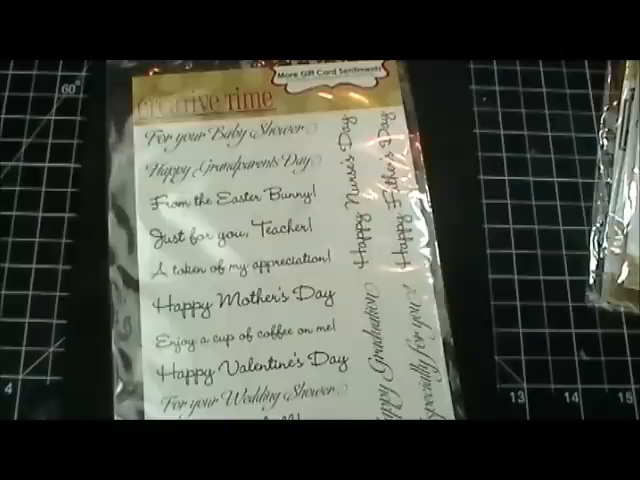 More Gift Card Sentiments
creative time
For your Baby Shower
Happy Grandparents Day
From the Easter Bunny!
Just for you, Teacher!
A token of my appreciation!
Happy Mother's Day
Enjoy a cup of coffee on me!
Happy Valentine's Day
For your Wedding Shower
Happy Nurse's Day
Happy Father's Day
Happy Graduation
Especially for you
60°
4
13
14
15